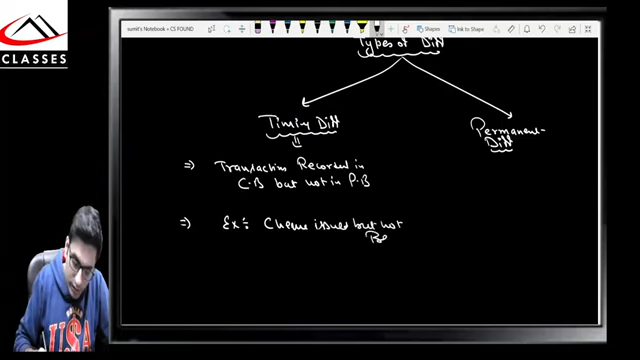 CLASSES
sumit's Notebook » CS FOUND
Eraser
Shapes
Ink to Shape
Types of Diff
Timing Diff
Permanent
Diff
=> Transaction Recorded in
C.B but not in P.B
=> Ex: Cheque issued but not
USA